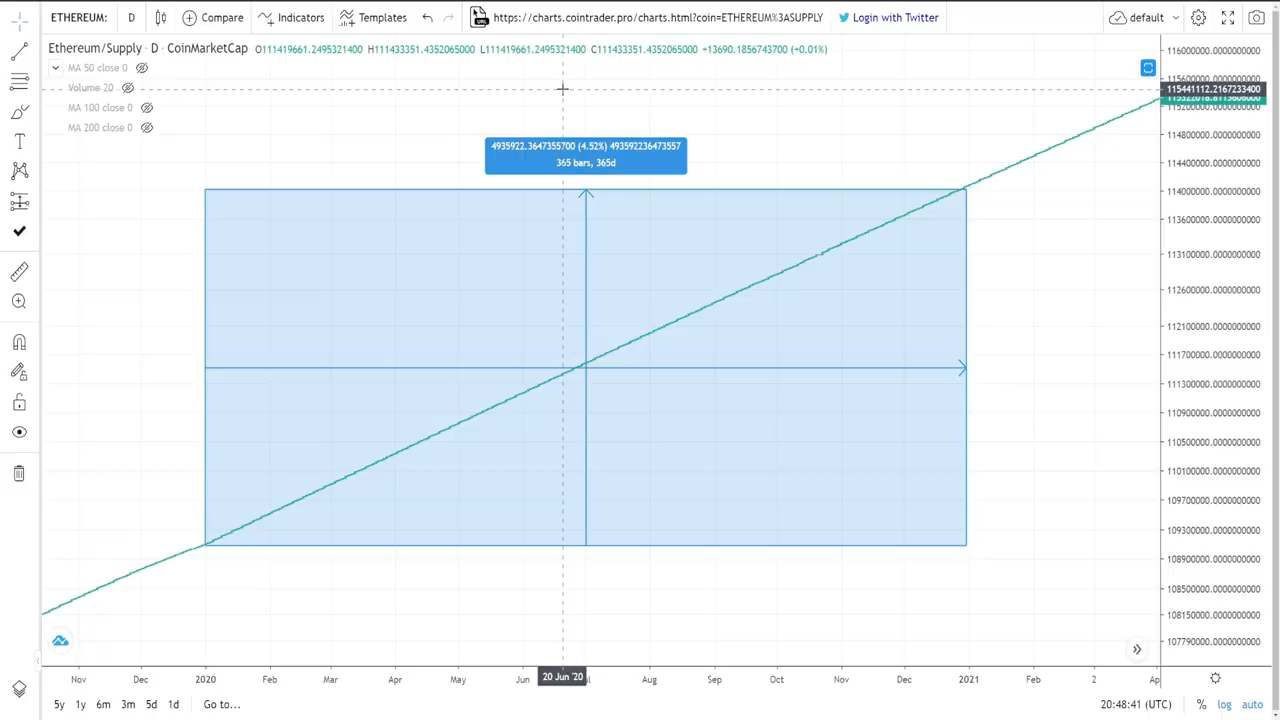 ETHEREUM: D Compare Indicators Templates https://charts.cointrader.pro/charts.html?coin=ETHEREUM%3ASUPPLY Login with Twitter default
Ethereum/Supply · D · CoinMarketCap O111419661.2495321400 H111433351.4352065000 L111419661.2495321400 C111433351.4352065000 +13690.1856743700 (+0.01%)
MA 50 close 0
Volume 20
MA 100 close 0
MA 200 close 0
4935922.3647355700 (4.52%) 493592236473557
365 bars, 365d
116000000.0000000000
115600000.0000000000
115441112.2167233400
115200000.0000000000
114800000.0000000000
114400000.0000000000
114000000.0000000000
113600000.0000000000
113100000.0000000000
112600000.0000000000
112100000.0000000000
111700000.0000000000
111300000.0000000000
110900000.0000000000
110500000.0000000000
110100000.0000000000
109700000.0000000000
109300000.0000000000
108900000.0000000000
108500000.0000000000
108150000.0000000000
107790000.0000000000
Nov Dec 2020 Feb Mar Apr May Jun 20 Jun '20 Aug Sep Oct Nov Dec 2021 Feb 2 Ap
5y 1y 6m 3m 5d 1d Go to... 20:48:41 (UTC) % log auto